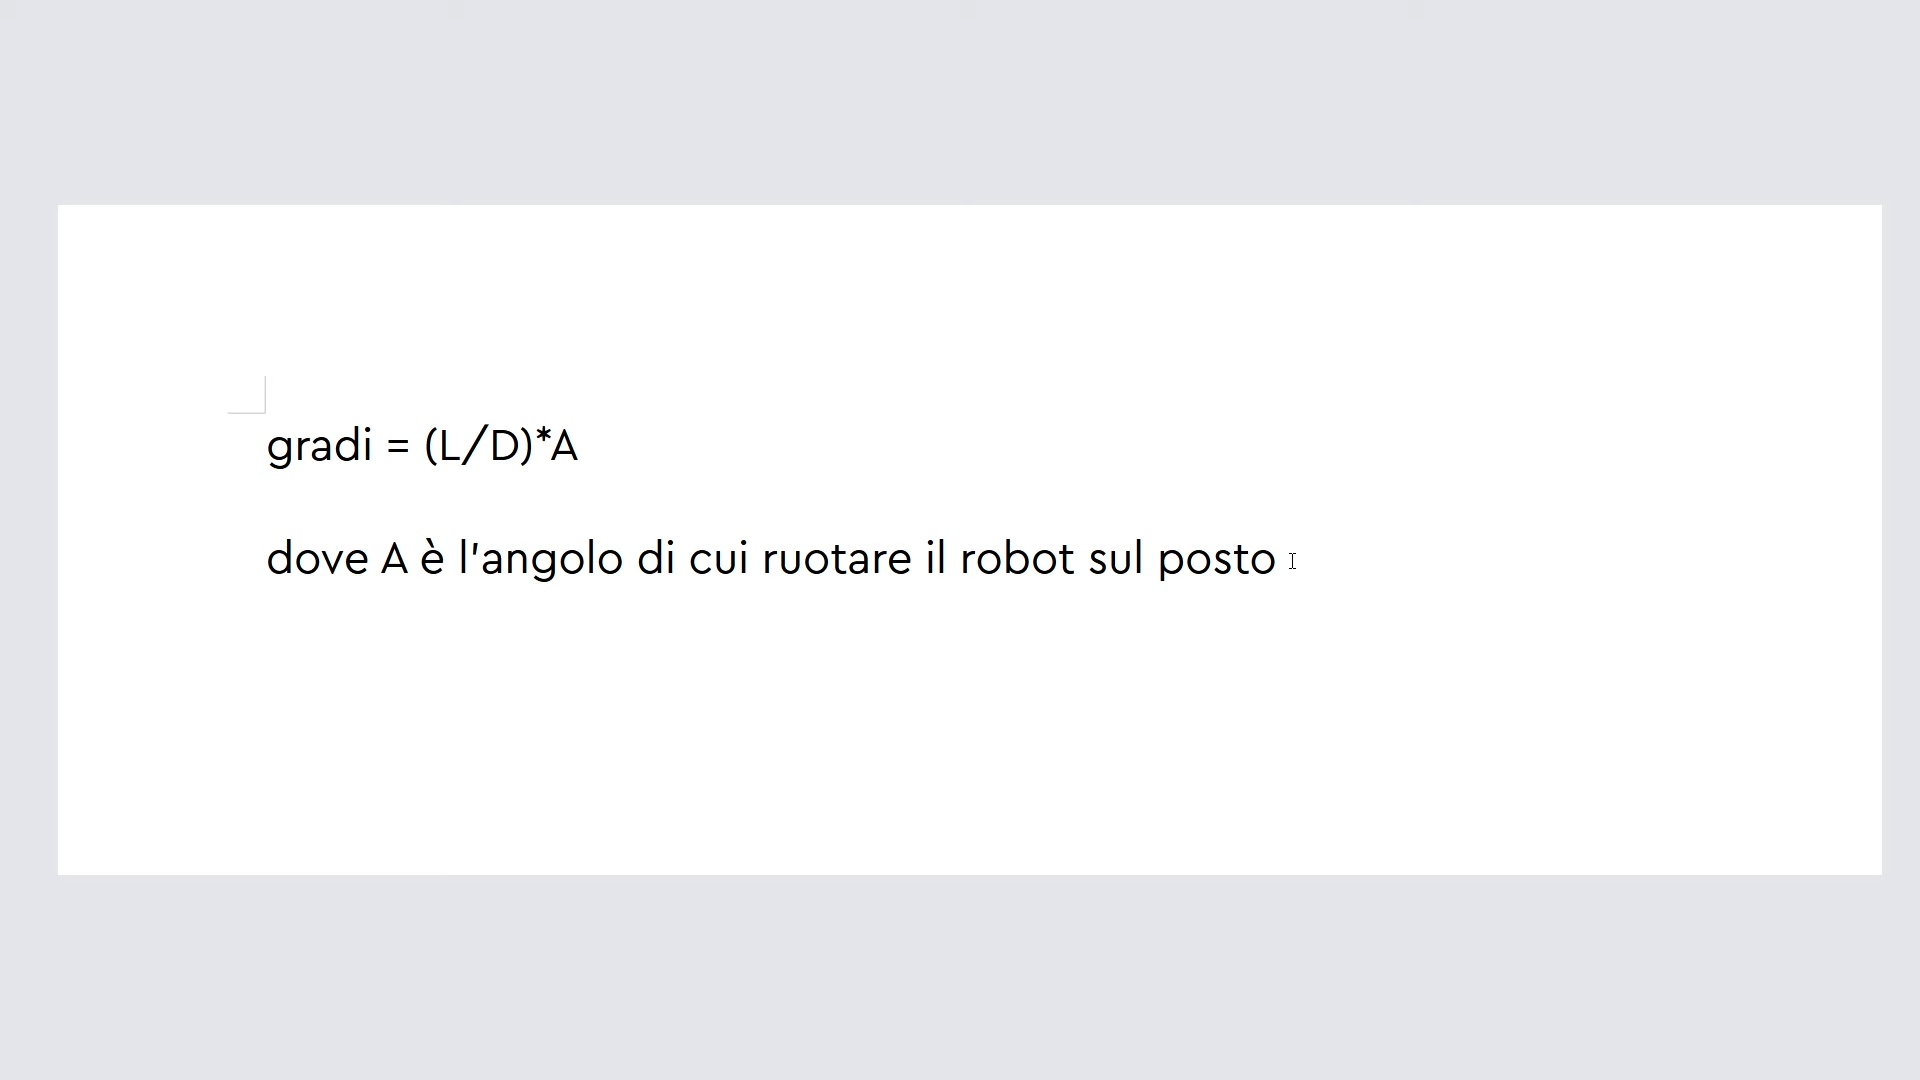 gradi = (L/D)*A
dove A è l'angolo di cui ruotare il robot sul posto